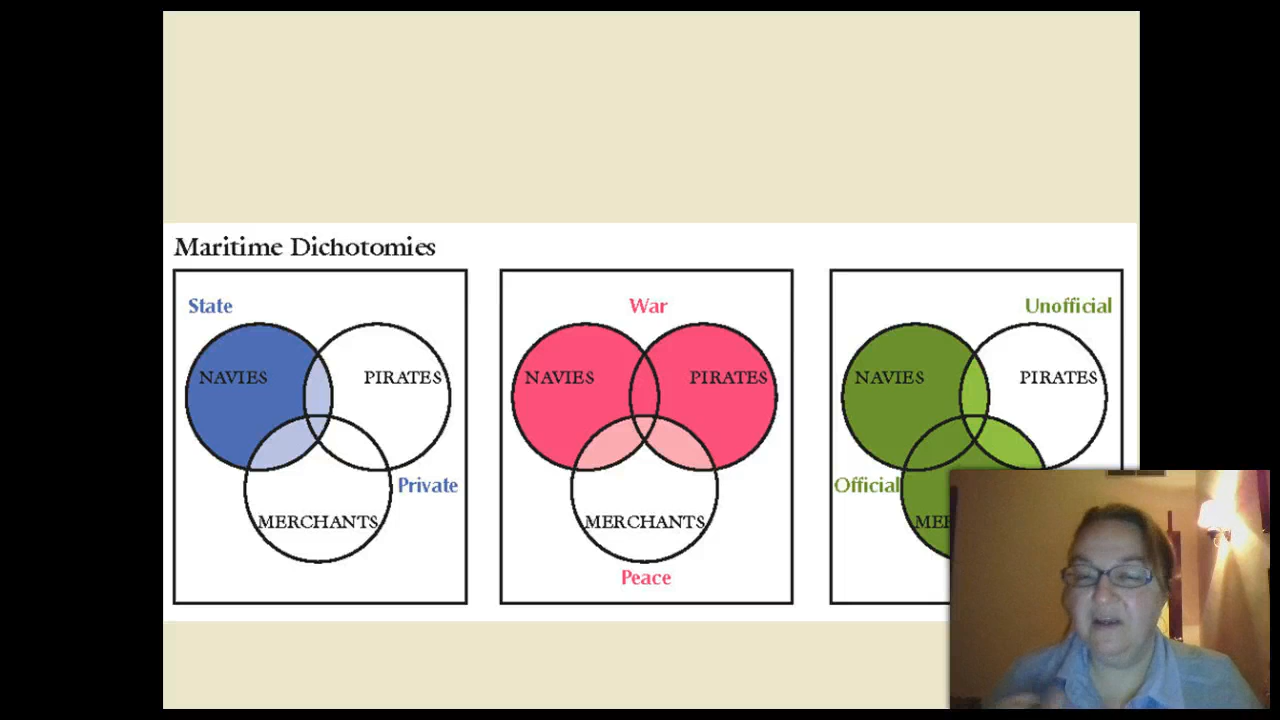 Maritime Dichotomies
State
NAVIES
PIRATES
Private
MERCHANTS
War
NAVIES
PIRATES
MERCHANTS
Peace
Unofficial
NAVIES
PIRATES
Official